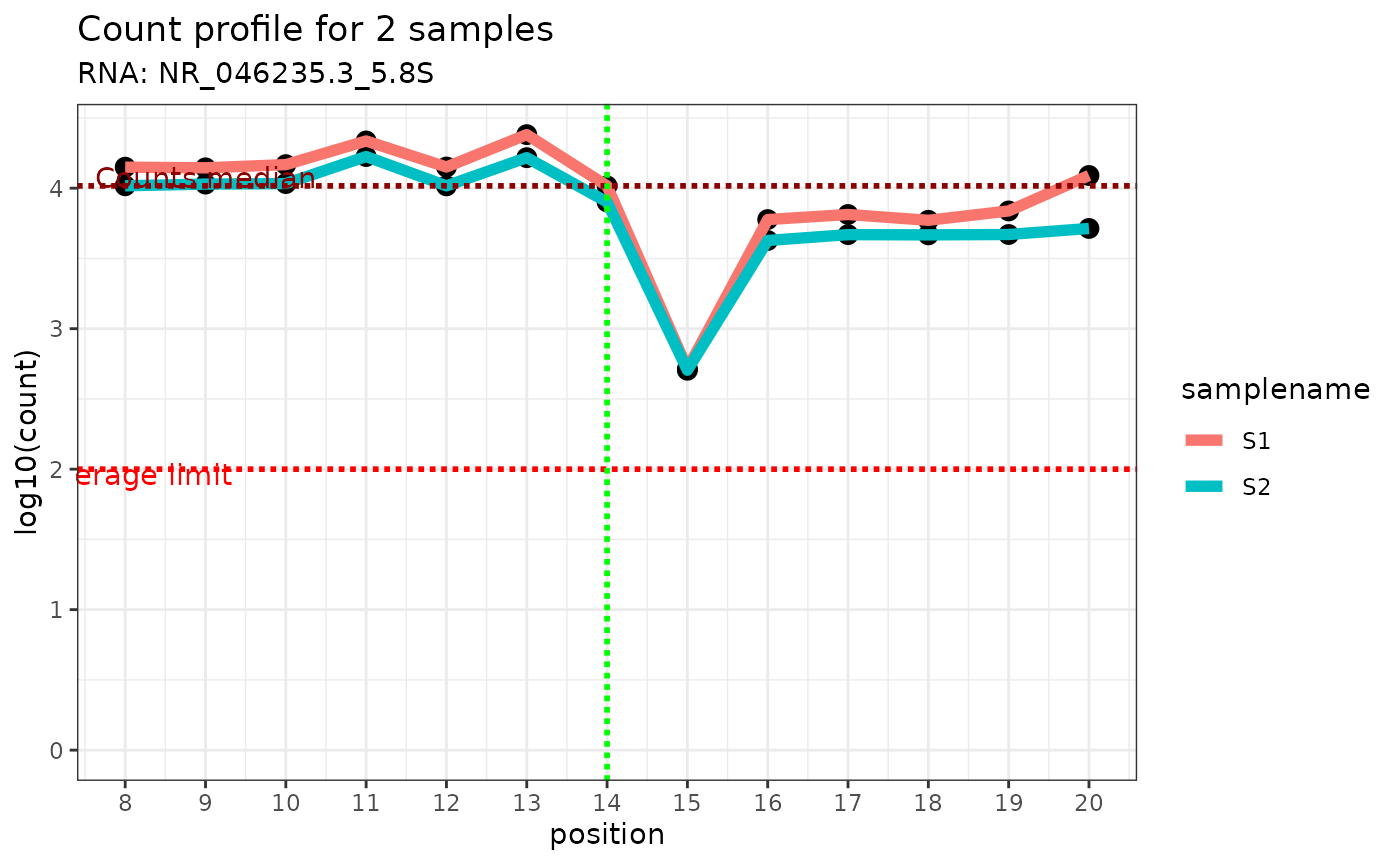 Count profile for 2 samples
RNA: NR_046235.3_5.8S
4
3
2
1
0
log10(count)
Counts median
erage limit
8 9 10 11 12 13 14 15 16 17 18 19 20
position
samplename
S1
S2